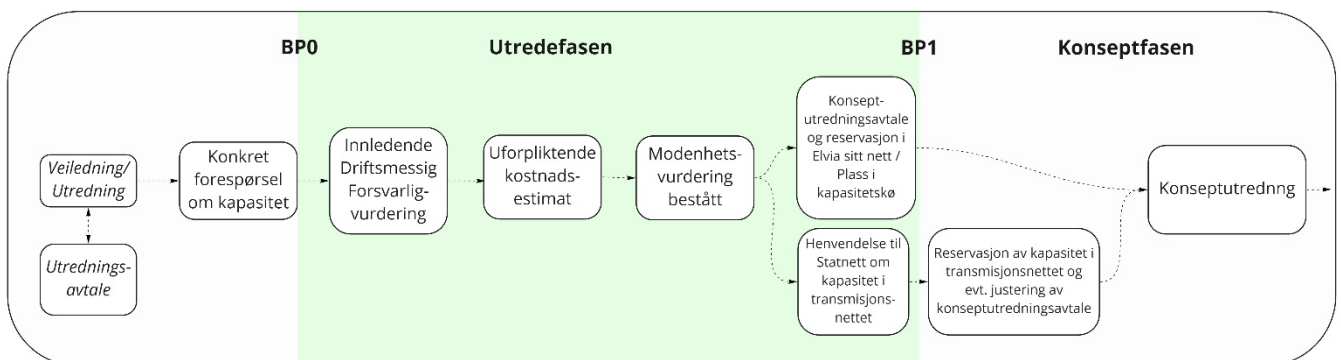 BP0
Utredefasen
BP1
Konseptfasen
Veiledning/
Utredning
Utrednings-
avtale
Konkret
forespørsel
om kapasitet
Innledende
Driftsmessig
Forsvarlig-
vurdering
Uforpliktende
kostnads-
estimat
Modenhets-
vurdering
bestått
Konsept-
utredningsavtale
og reservasjon i
Elvia sitt nett /
Plass i
kapasitetskø
Henvendelse til
Statnett om
kapasitet i
transmisjons-
nettet
Reservasjon av kapasitet i
transmisjonsnettet og
evt. justering av
konseptutredningsavtale
Konseptutrednng